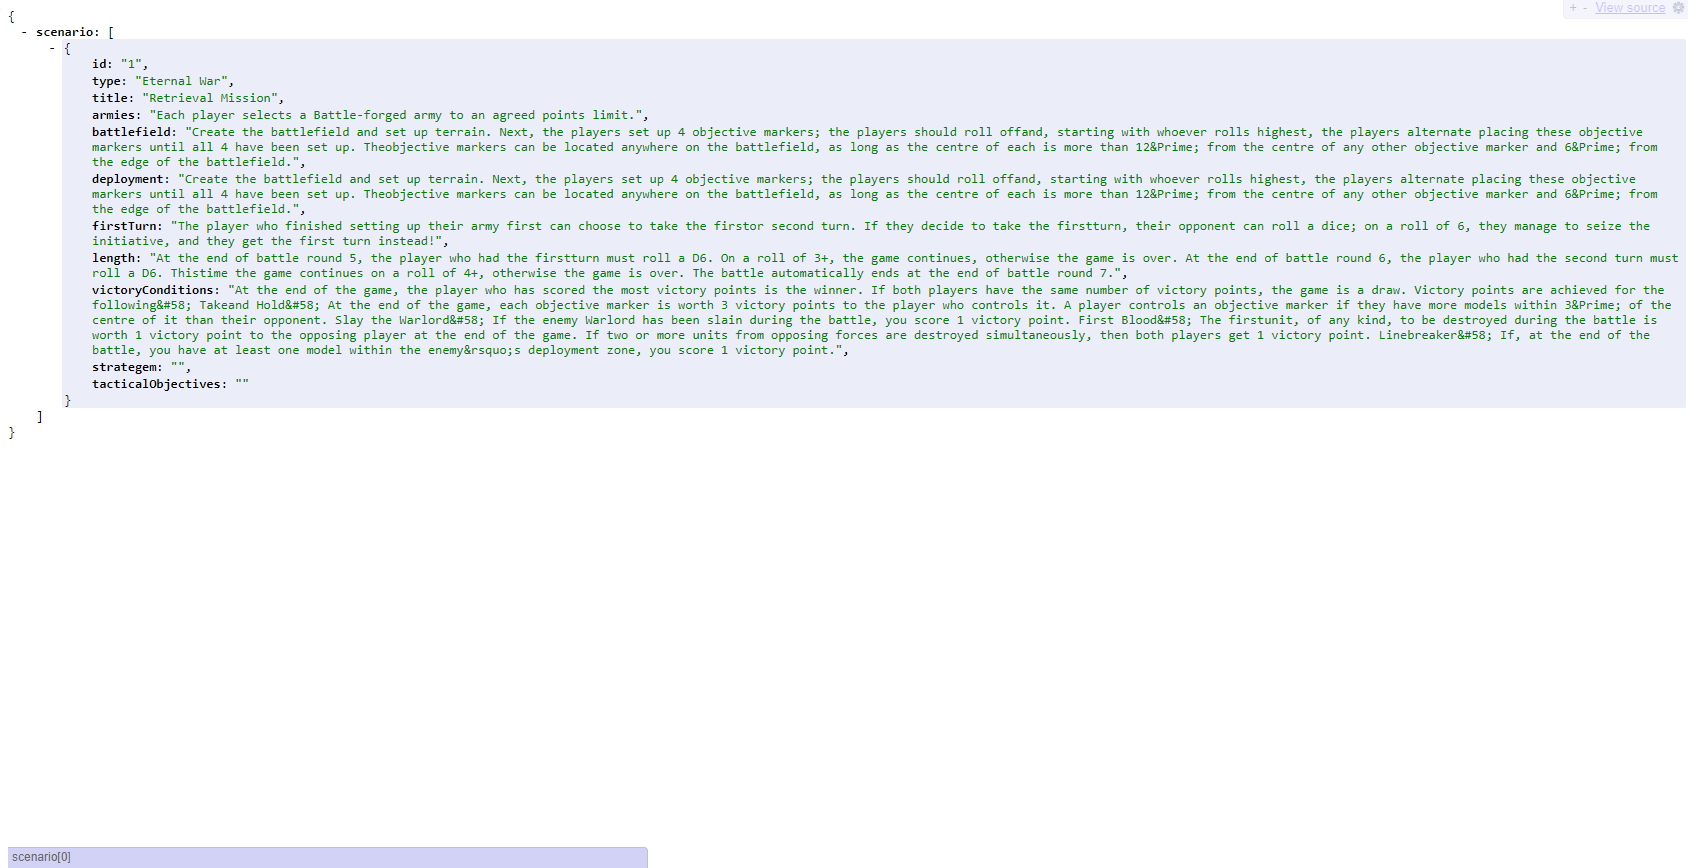 + - View source
{
- scenario: [
- {
id: "1",
type: "Eternal War",
title: "Retrieval Mission",
armies: "Each player selects a Battle-forged army to an agreed points limit.",
battlefield: "Create the battlefield and set up terrain. Next, the players set up 4 objective markers; the players should roll offand, starting with whoever rolls highest, the players alternate placing these objective
markers until all 4 have been set up. Theobjective markers can be located anywhere on the battlefield, as long as the centre of each is more than 12&Prime; from the centre of any other objective marker and 6&Prime; from
the edge of the battlefield.",
deployment: "Create the battlefield and set up terrain. Next, the players set up 4 objective markers; the players should roll offand, starting with whoever rolls highest, the players alternate placing these objective
markers until all 4 have been set up. Theobjective markers can be located anywhere on the battlefield, as long as the centre of each is more than 12&Prime; from the centre of any other objective marker and 6&Prime; from
the edge of the battlefield.",
firstTurn: "The player who finished setting up their army first can choose to take the firstor second turn. If they decide to take the firstturn, their opponent can roll a dice; on a roll of 6, they manage to seize the
initiative, and they get the first turn instead!",
length: "At the end of battle round 5, the player who had the firstturn must roll a D6. On a roll of 3+, the game continues, otherwise the game is over. At the end of battle round 6, the player who had the second turn must
roll a D6. Thistime the game continues on a roll of 4+, otherwise the game is over. The battle automatically ends at the end of battle round 7.",
victoryConditions: "At the end of the game, the player who has scored the most victory points is the winner. If both players have the same number of victory points, the game is a draw. Victory points are achieved for the
following&#58; Takeand Hold&#58; At the end of the game, each objective marker is worth 3 victory points to the player who controls it. A player controls an objective marker if they have more models within 3&Prime; of the
centre of it than their opponent. Slay the Warlord&#58; If the enemy Warlord has been slain during the battle, you score 1 victory point. First Blood&#58; The firstunit, of any kind, to be destroyed during the battle is
worth 1 victory point to the opposing player at the end of the game. If two or more units from opposing forces are destroyed simultaneously, then both players get 1 victory point. Linebreaker&#58; If, at the end of the
battle, you have at least one model within the enemy&rsquo;s deployment zone, you score 1 victory point.",
strategem: "",
tacticalObjectives: ""
}
]
}
scenario[0]